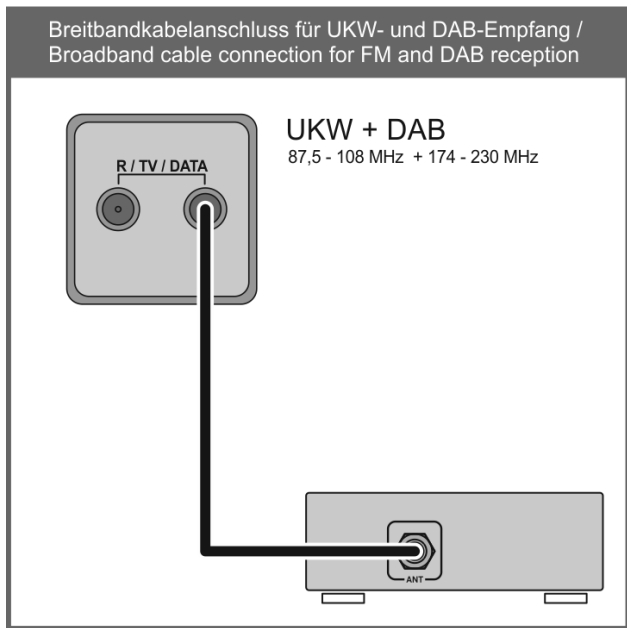 Breitbandkabelanschluss für UKW- und DAB-Empfang /
Broadband cable connection for FM and DAB reception
UKW + DAB
87,5 - 108 MHz + 174 - 230 MHz
R / TV / DATA
ANT